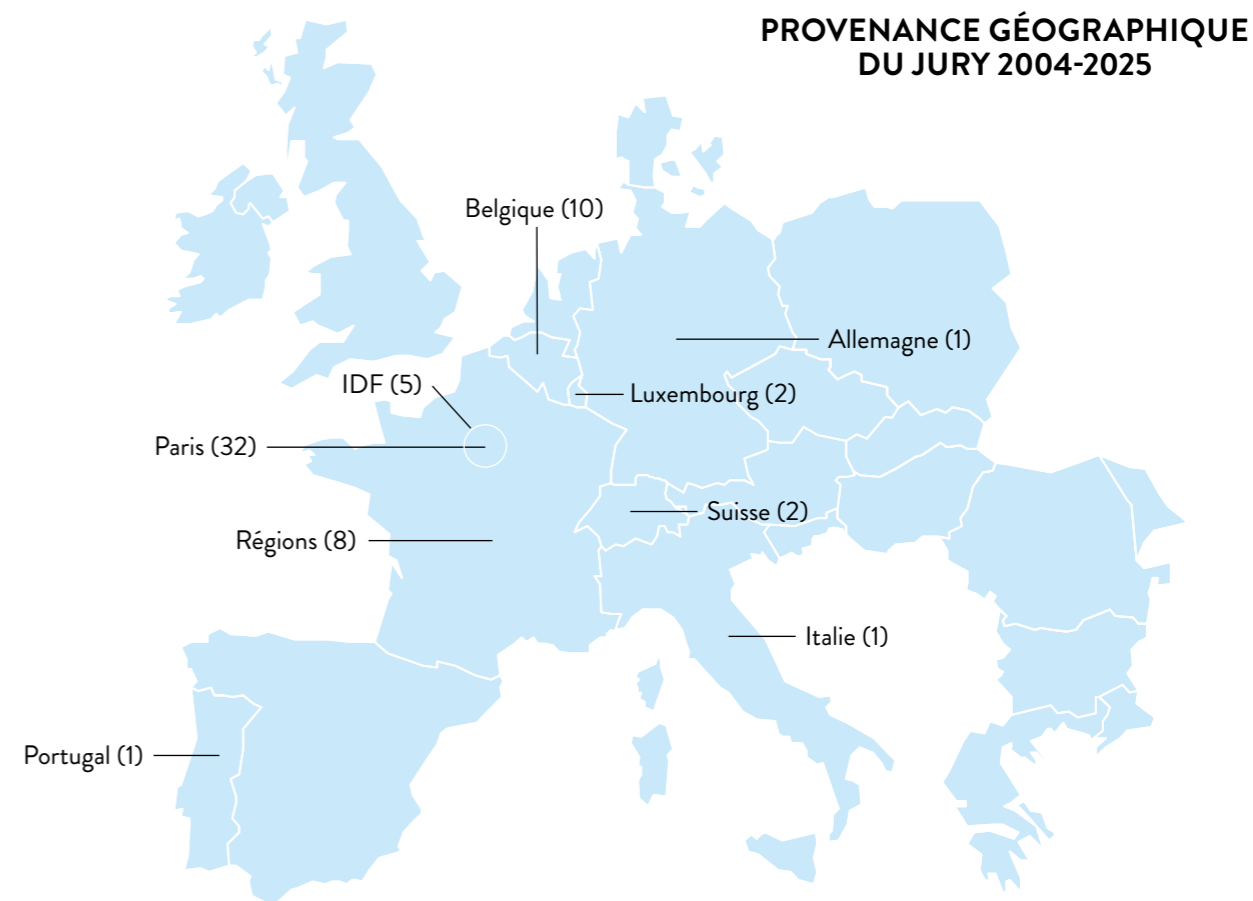 PROVENANCE GÉOGRAPHIQUE
DU JURY 2004-2025
Belgique (10)
Allemagne (1)
IDF (5)
Luxembourg (2)
Paris (32)
Suisse (2)
Régions (8)
Italie (1)
Portugal (1)